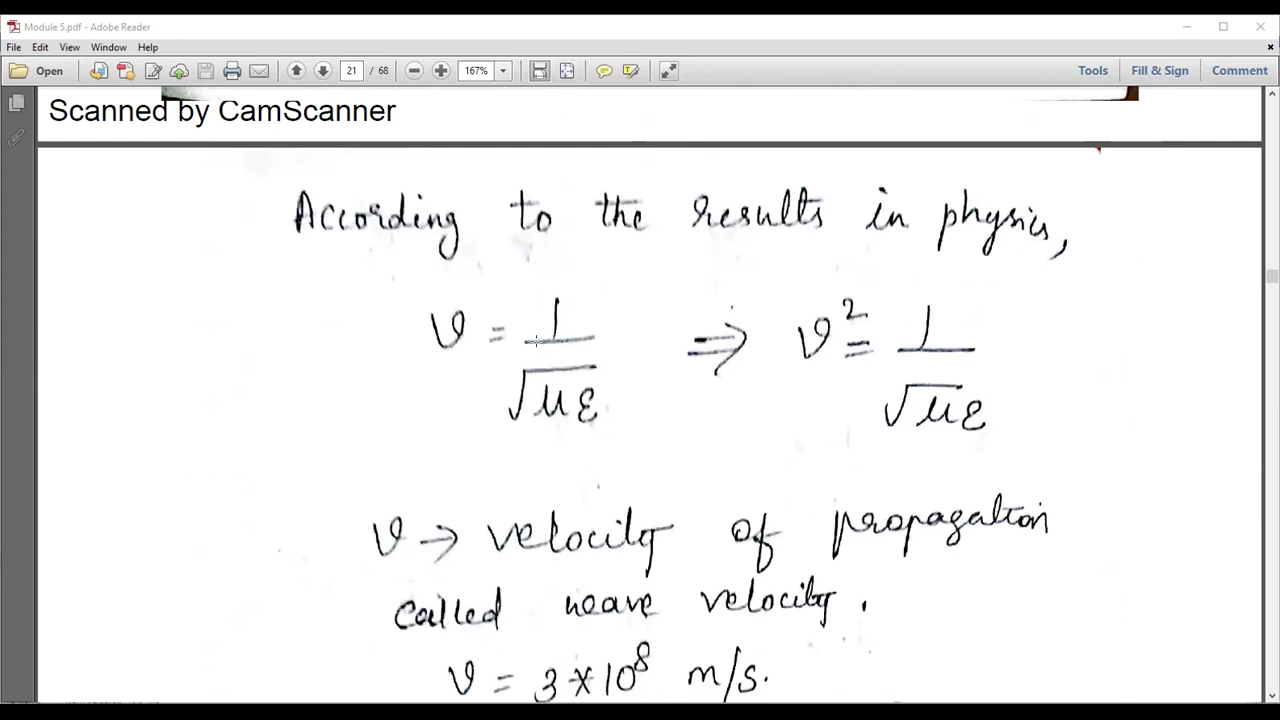 Module 5.pdf - Adobe Reader
File Edit View Window Help
Open 21 / 68 167% Tools Fill & Sign Comment
Scanned by CamScanner
According to the results in physics,
v = 1/√με ⇒ v² = 1/√με
v → velocity of propagation
called wave velocity.
v = 3 × 10⁸ m/s.